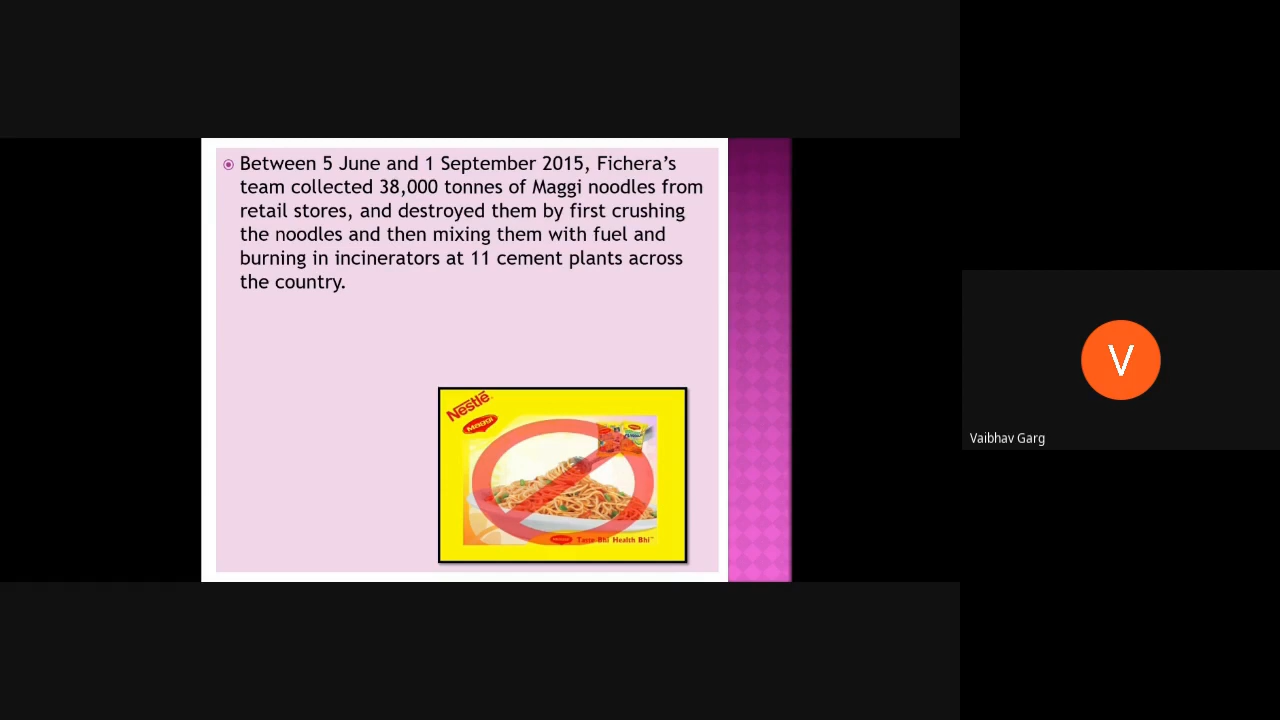 Between 5 June and 1 September 2015, Fichera’s
team collected 38,000 tonnes of Maggi noodles from
retail stores, and destroyed them by first crushing
the noodles and then mixing them with fuel and
burning in incinerators at 11 cement plants across
the country.
Nestlé
MAGGI
Taste Bhi Health Bhi™
V
Vaibhav Garg